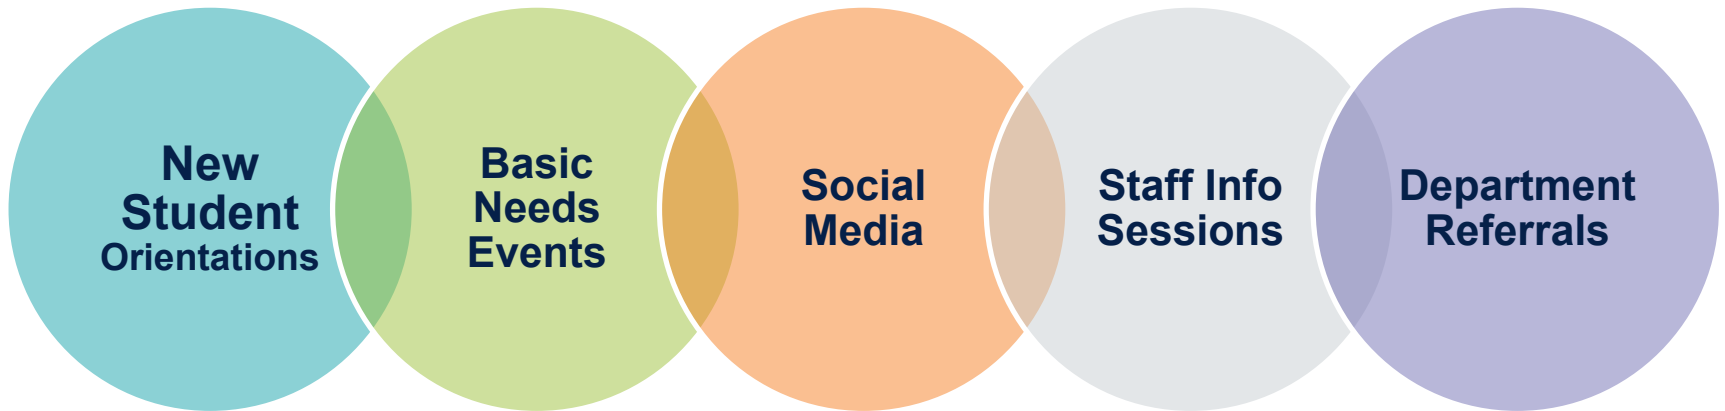 New
Student
Orientations
Basic
Needs
Events
Social
Media
Staff Info
Sessions
Department
Referrals